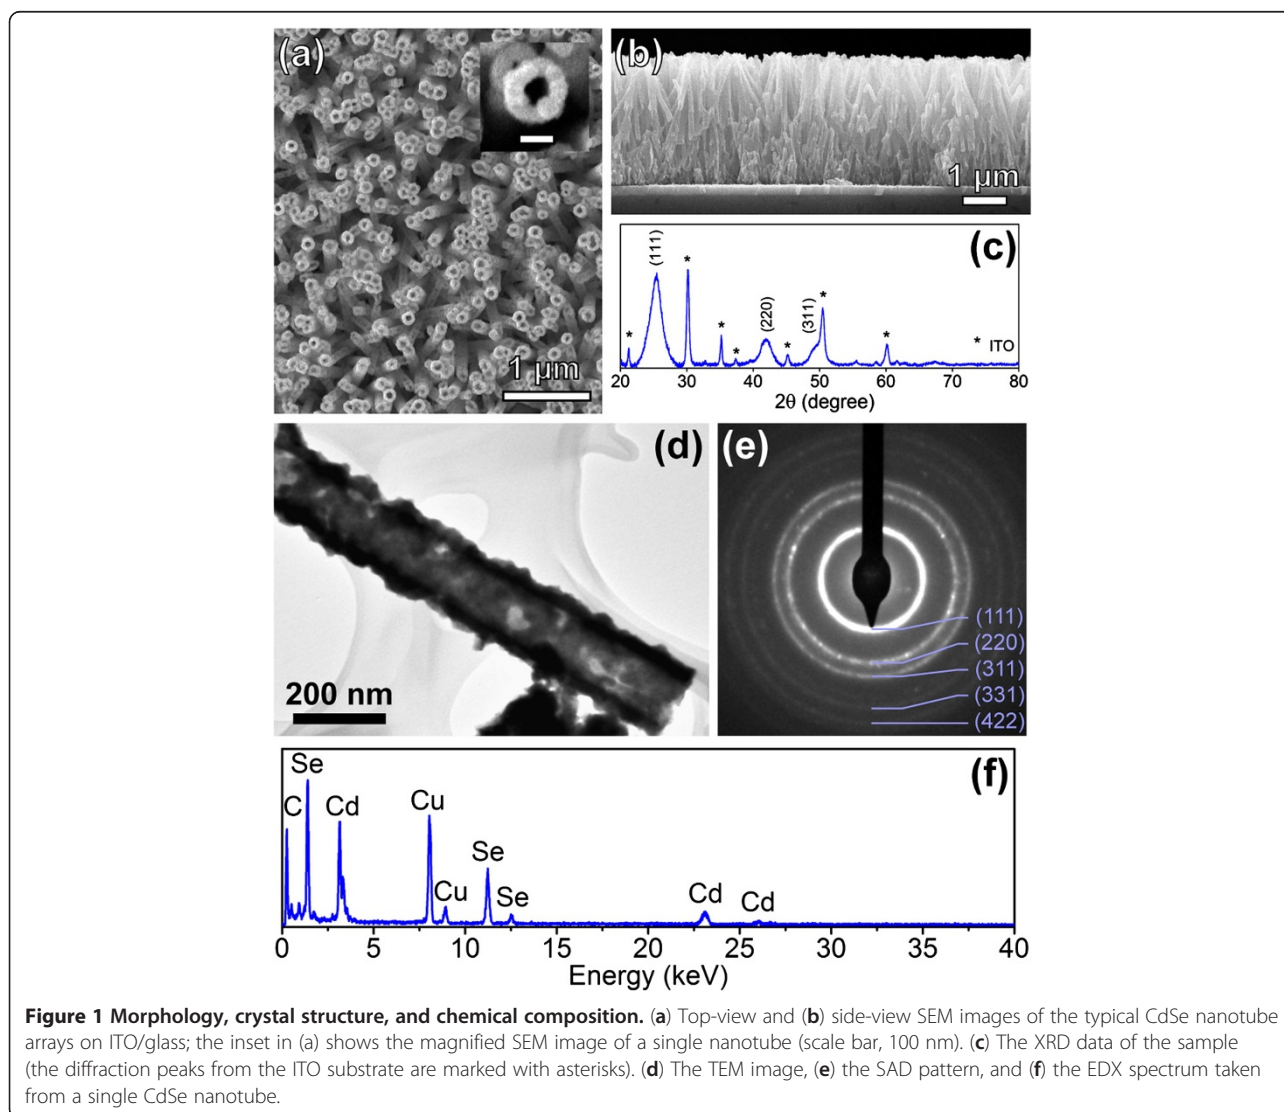 (a)
1 μm
(b)
1 μm
(c)
(111)
*
*
*
*
(220)
*
(311)
*
*
* ITO
20 30 40 50 60 70 80
2θ (degree)
(d)
200 nm
(e)
(111)
(220)
(311)
(331)
(422)
(f)
Se
C
Cd
Cu
Cu
Se
Se
Cd
Cd
0 5 10 15 20 25 30 35 40
Energy (keV)
Figure 1 Morphology, crystal structure, and chemical composition. (a) Top-view and (b) side-view SEM images of the typical CdSe nanotube
arrays on ITO/glass; the inset in (a) shows the magnified SEM image of a single nanotube (scale bar, 100 nm). (c) The XRD data of the sample
(the diffraction peaks from the ITO substrate are marked with asterisks). (d) The TEM image, (e) the SAD pattern, and (f) the EDX spectrum taken
from a single CdSe nanotube.